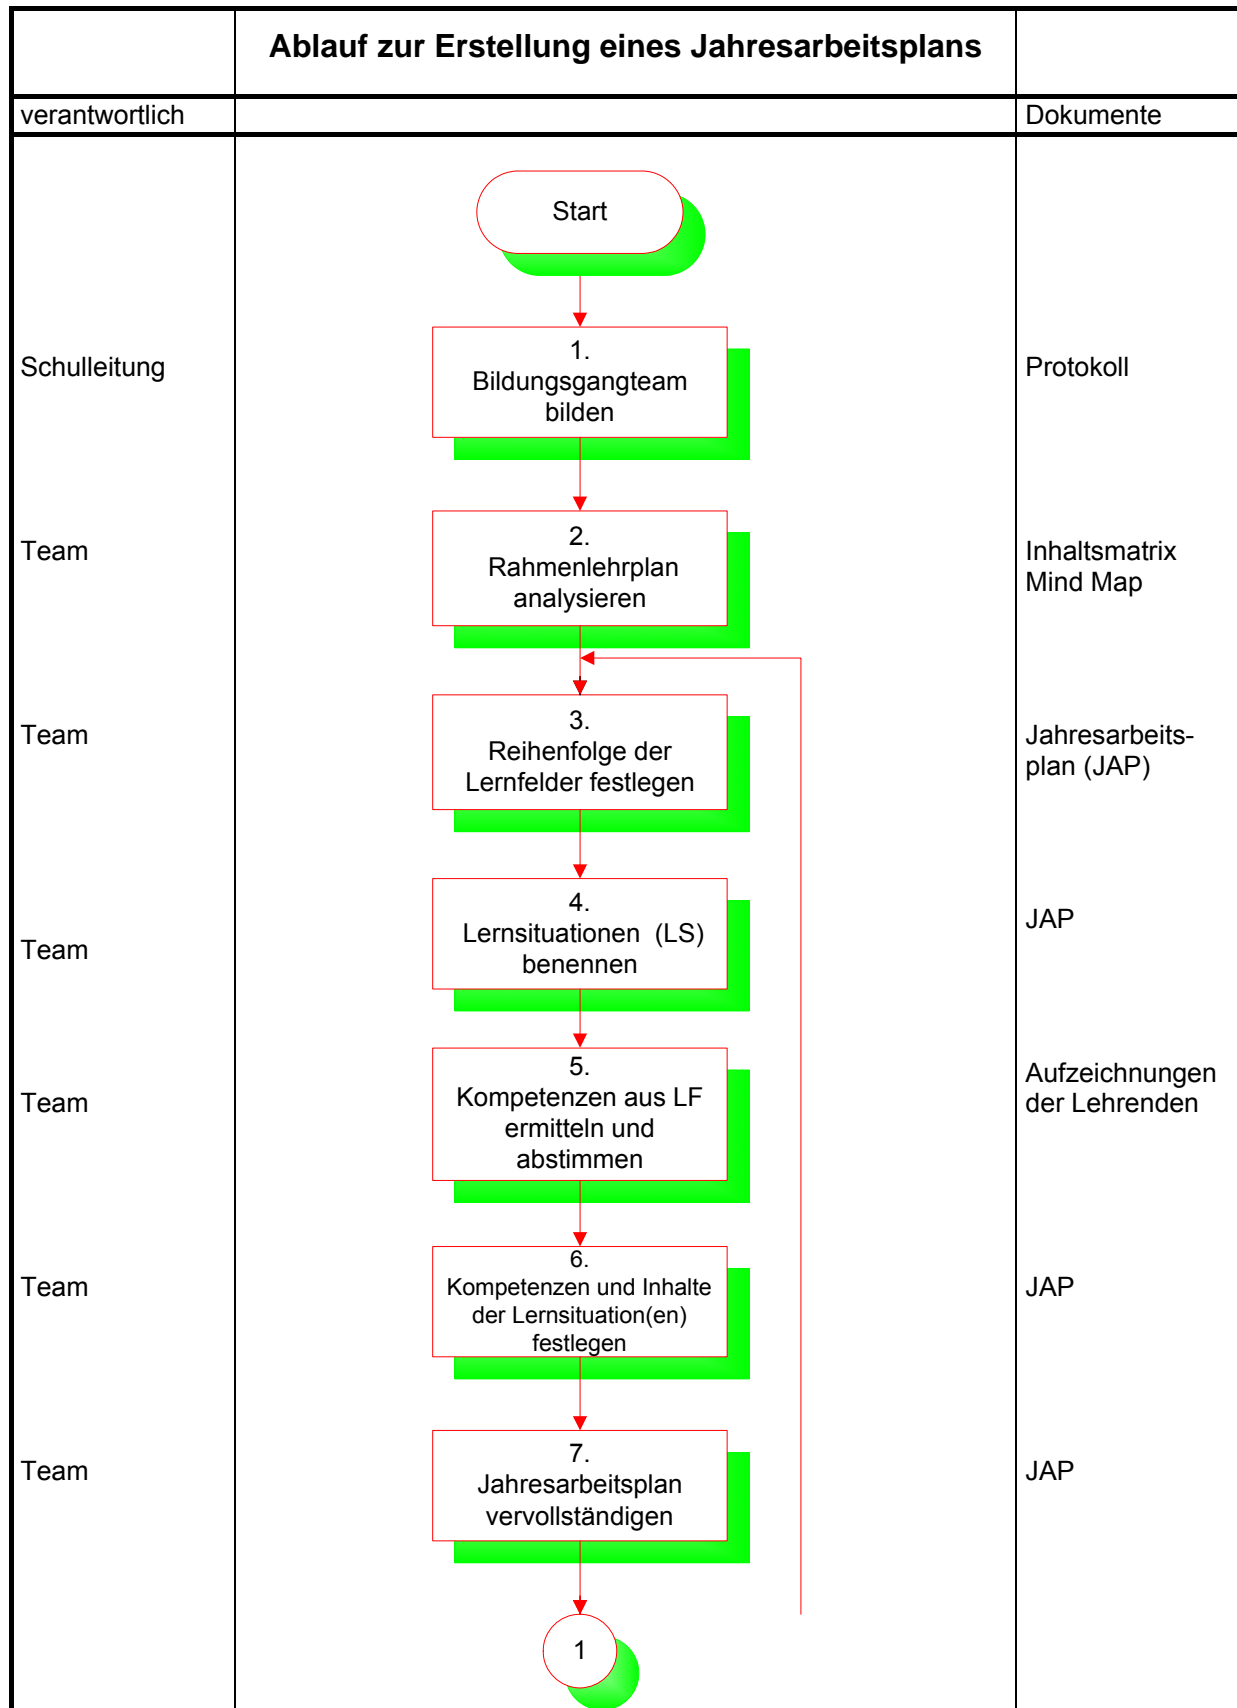 Ablauf zur Erstellung eines Jahresarbeitsplans
verantwortlich
Dokumente
Start
Schulleitung
1.
Bildungsgangteam
bilden
Protokoll
Team
2.
Rahmenlehrplan
analysieren
Inhaltsmatrix
Mind Map
Team
3.
Reihenfolge der
Lernfelder festlegen
Jahresarbeits-
plan (JAP)
Team
4.
Lernsituationen (LS)
benennen
JAP
Team
5.
Kompetenzen aus LF
ermitteln und
abstimmen
Aufzeichnungen
der Lehrenden
Team
6.
Kompetenzen und Inhalte
der Lernsituation(en)
festlegen
JAP
Team
7.
Jahresarbeitsplan
vervollständigen
JAP
1